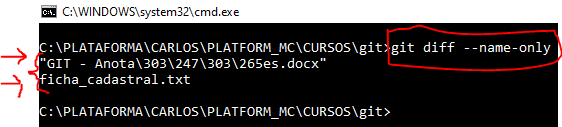 C:\WINDOWS\system32\cmd.exe
C:\PLATAFORMA\CARLOS\PLATFORM_MC\CURSOS\git>git diff --name-only
"GIT - Anota\303\247\303\265es.docx"
ficha_cadastral.txt
C:\PLATAFORMA\CARLOS\PLATFORM_MC\CURSOS\git>